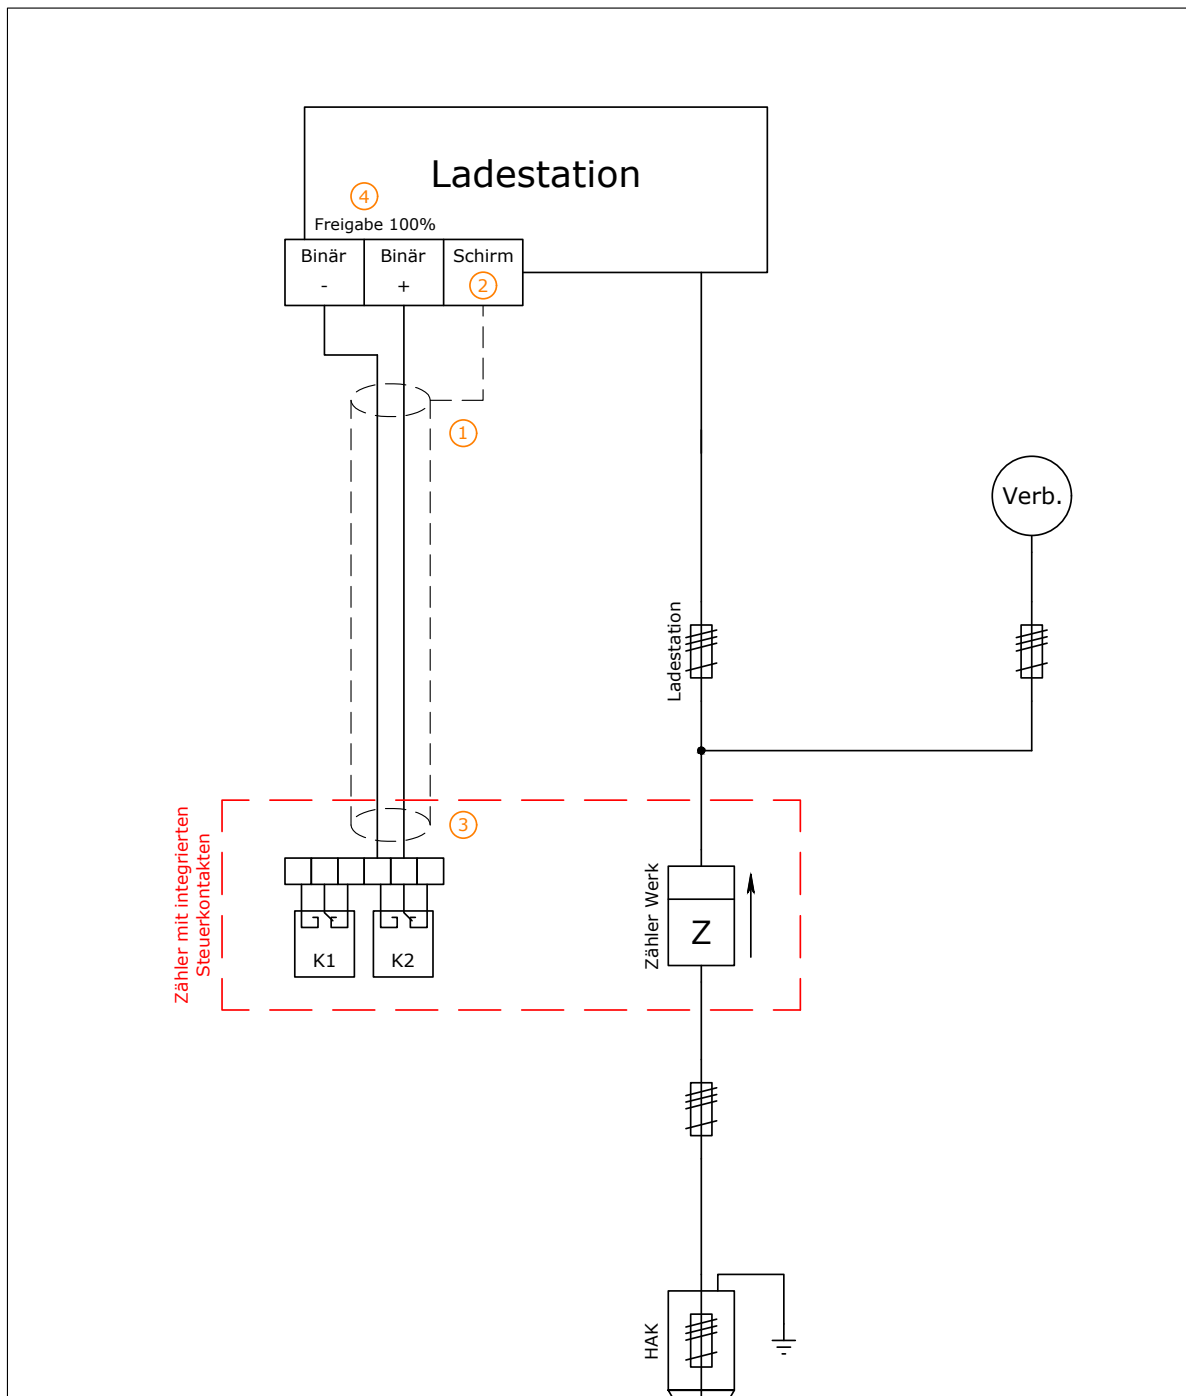 Ladestation
4
Freigabe 100%
Binär
-
Binär
+
Schirm
2
1
Verb.
Ladestation
3
Zähler mit integrierten
Steuerkontakten
K1
K2
Zähler Werk
Z
HAK